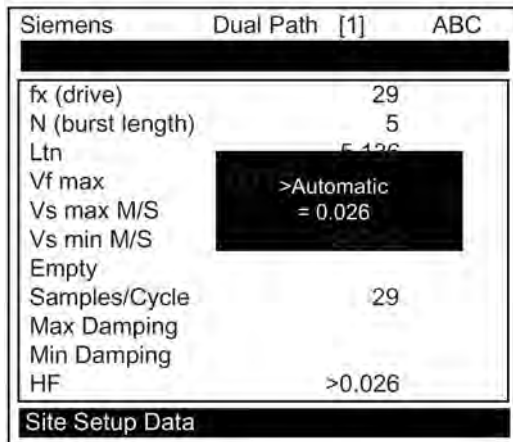 Siemens Dual Path [1] ABC
fx (drive) 29
N (burst length) 5
Ltn
Vf max
>Automatic
Vs max M/S
= 0.026
Vs min M/S
Empty
Samples/Cycle 29
Max Damping
Min Damping
HF >0.026
Site Setup Data